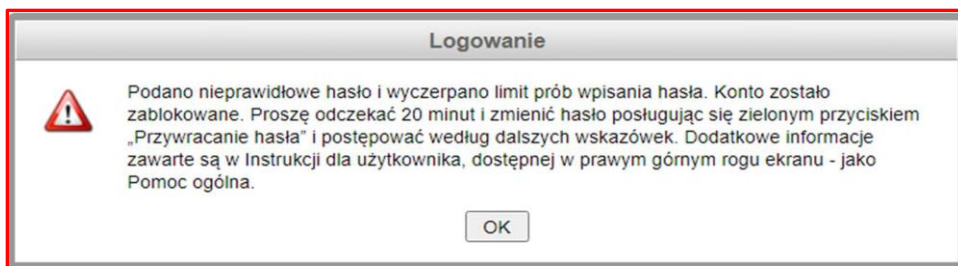 Logowanie
Podano nieprawidłowe hasło i wyczerpano limit prób wpisania hasła. Konto zostało
zablokowane. Proszę odczekać 20 minut i zmienić hasło posługując się zielonym przyciskiem
„Przywracanie hasła” i postępować według dalszych wskazówek. Dodatkowe informacje
zawarte są w Instrukcji dla użytkownika, dostępnej w prawym górnym rogu ekranu - jako
Pomoc ogólna.
OK